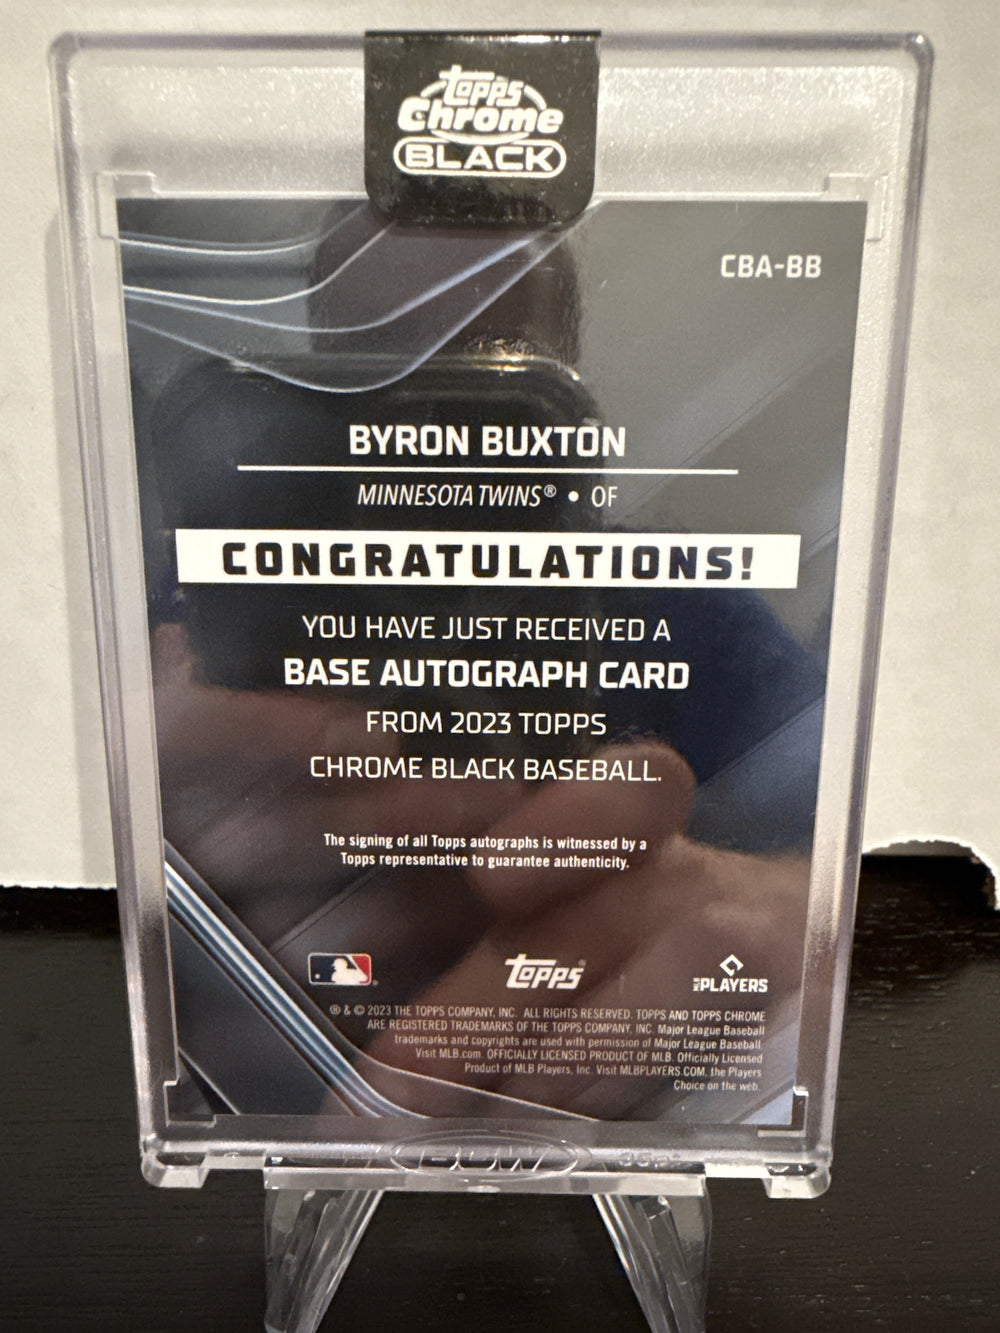 Topps
Chrome
BLACK
CBA-BB
BYRON BUXTON
MINNESOTA TWINS® • OF
CONGRATULATIONS!
YOU HAVE JUST RECEIVED A
BASE AUTOGRAPH CARD
FROM 2023 TOPPS
CHROME BLACK BASEBALL.
The signing of all Topps autographs is witnessed by a
Topps representative to guarantee authenticity.
Topps
MLB PLAYERS
® & © 2023 THE TOPPS COMPANY, INC. ALL RIGHTS RESERVED. TOPPS AND TOPPS CHROME
ARE REGISTERED TRADEMARKS OF THE TOPPS COMPANY, INC. Major League Baseball
trademarks and copyrights are used with permission of Major League Baseball
Visit MLB.com. OFFICIALLY LICENSED PRODUCT OF MLB. Officially Licensed
Product of MLB Players, Inc. Visit MLBPLAYERS.COM, the Players
Choice on the web.
BCW